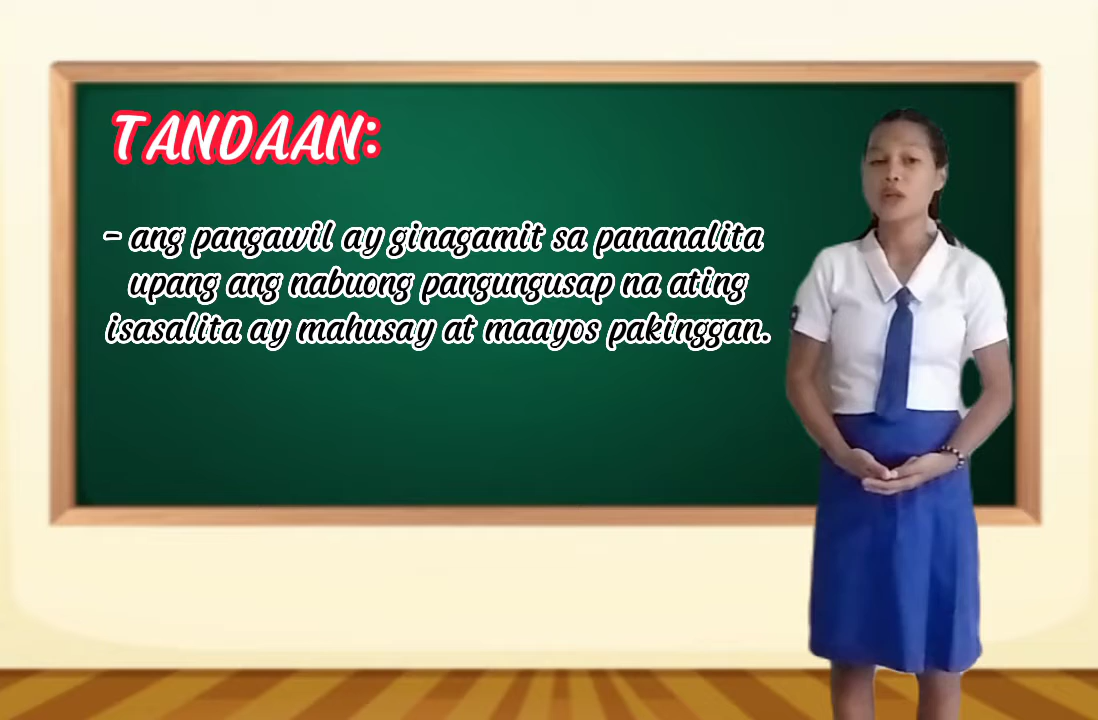 TANDAAN:
- ang pangawil ay ginagamit sa pananalita
upang ang nabuong pangungusap na ating
isasalita ay mahusay at maayos pakinggan.